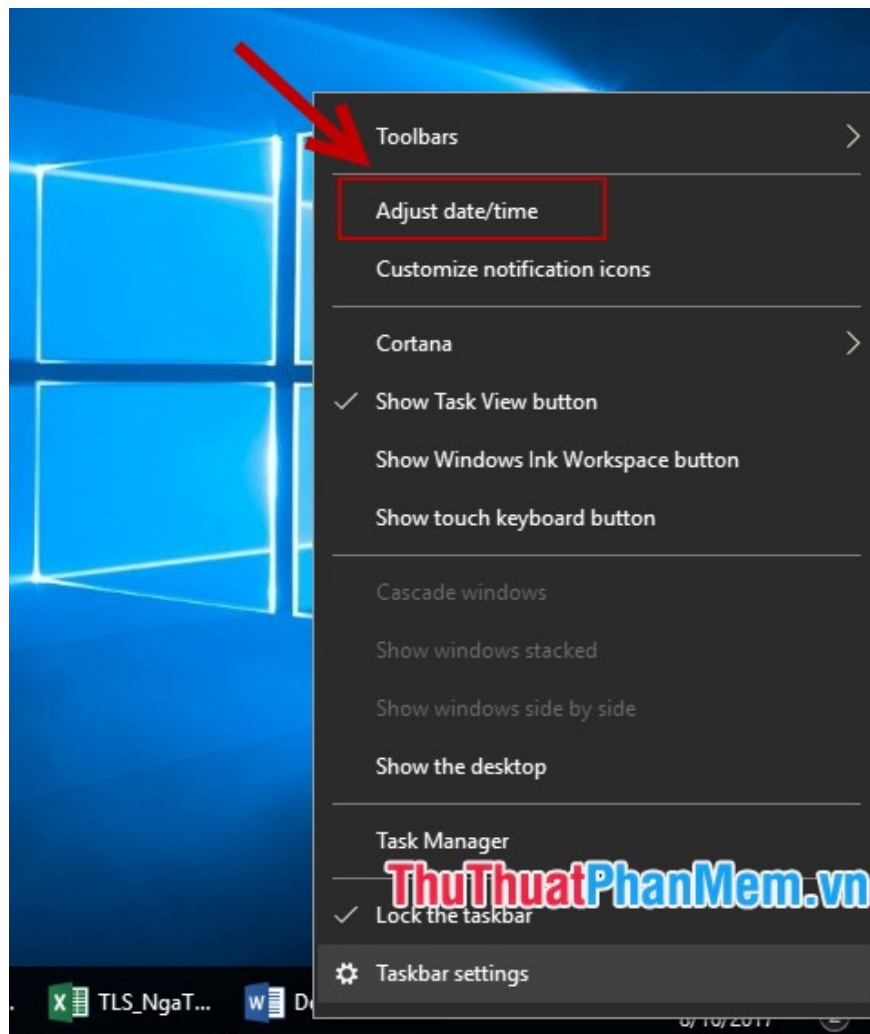 Toolbars
Adjust date/time
Customize notification icons
Cortana
Show Task View button
Show Windows Ink Workspace button
Show touch keyboard button
Cascade windows
Show windows stacked
Show windows side by side
Show the desktop
Task Manager
ThuThuatPhanMem.vn
Lock the taskbar
Taskbar settings
TLS_NgaT...